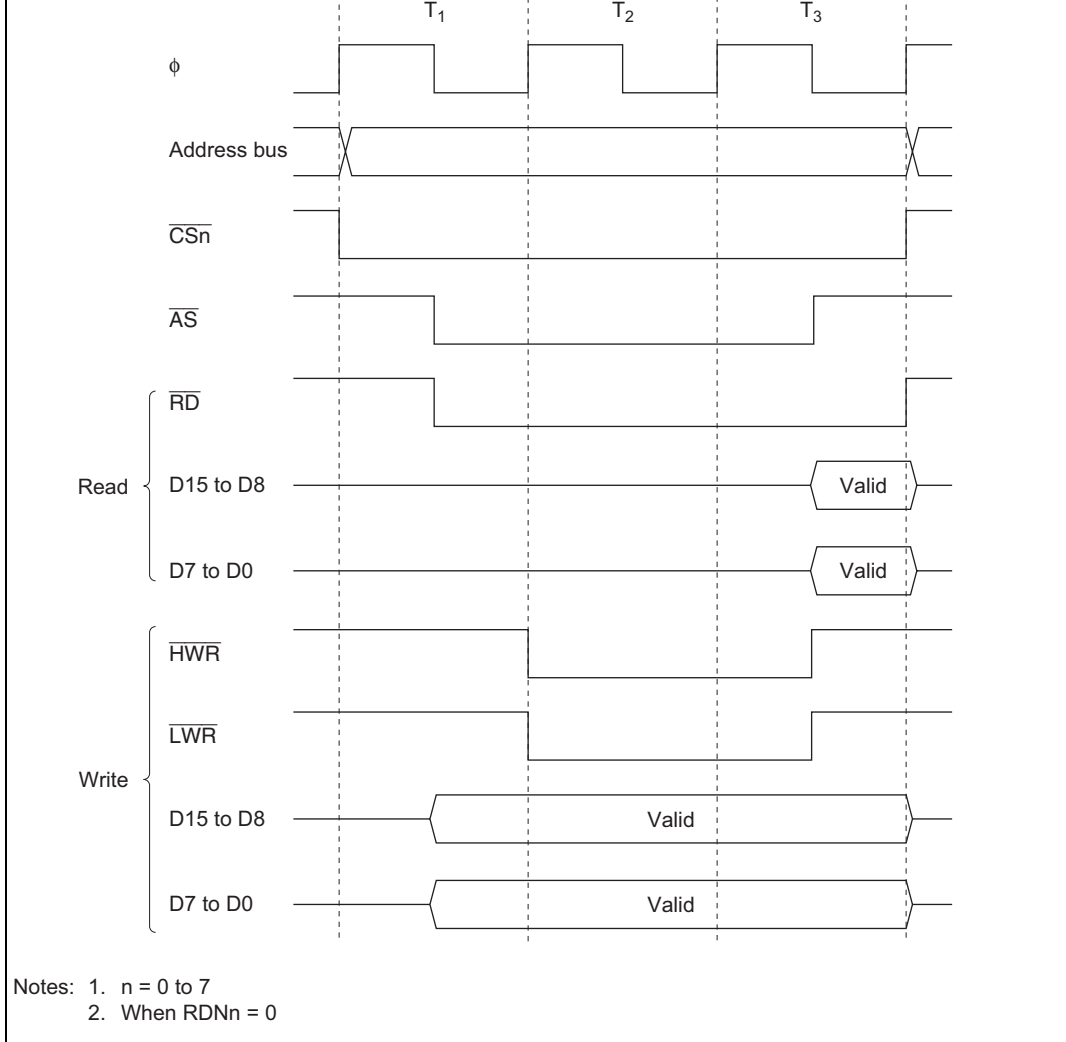 T1 T2 T3
ϕ
Address bus
CSn
AS
RD
Read D15 to D8 Valid
D7 to D0 Valid
HWR
LWR
Write
D15 to D8 Valid
D7 to D0 Valid
Notes: 1. n = 0 to 7
2. When RDNn = 0